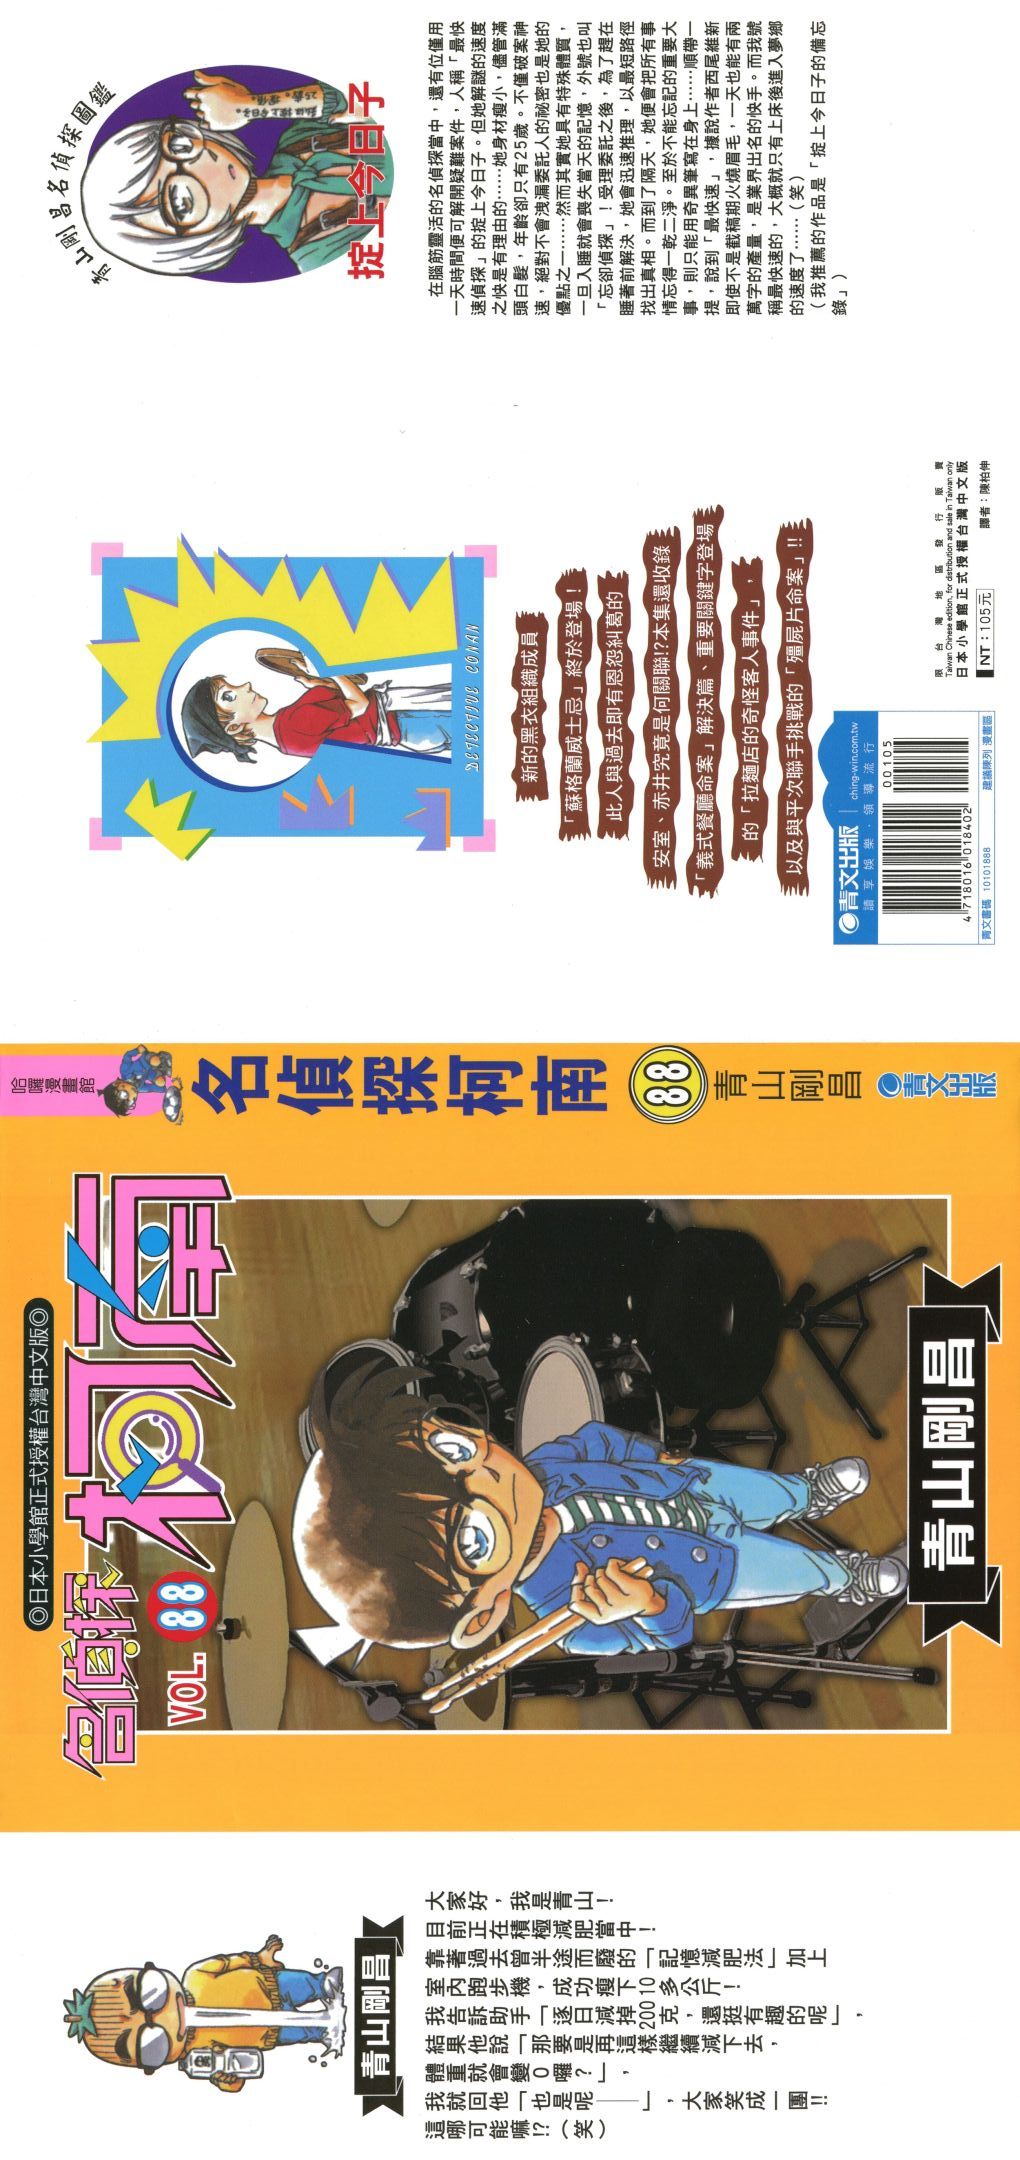 青山剛昌名偵探圖鑑
掟上今日子
在腦筋靈活的名偵探當中，還有位僅用
一天時間便可解開疑難案件，人稱「最快
速偵探」的掟上今日子。但她解謎的速度
之快是有理由的……她身材瘦小，儘管滿
頭白髮，年齡卻只有25歲。不僅破案神
速，絕對不會洩漏委託人的祕密也是她的
優點之一………然而其實她具有特殊體質，
一旦入睡就會喪失當天的記憶，外號也叫
「忘卻偵探」！受理委託之後，為了趕在
睡著前解決，她會迅速推理，以最短路徑
找出真相。而到了隔天，她便會把所有事
情忘得一乾二淨。至於不能忘記的重要大
事，則只能用奇異筆寫在身上……順帶一
提，說到「最快速」，據說作者西尾維新
即使不是截稿期火燒眉毛，一天也能有兩
萬字的產量，是業界出名的快手。而我號
稱最快速的，大概就只有上床後進入夢鄉
的速度了……（笑）
（我推薦的作品是「掟上今日子的備忘
錄」）
DETECTIVE CONAN
新的黑衣組織成員
「蘇格蘭威士忌」終於登場！
此人與過去即有恩怨糾葛的
安室、赤井究竟是何關聯!?本集還收錄
「義式餐廳命案」解決篇、重要關鍵字登場
的「拉麵店的奇怪客人事件」，
以及與平次聯手挑戰的「殭屍片命案」!!
限台灣地區發行販賣
Taiwan Chinese edition, for distribution and sale in Taiwan only
日本小學館正式授權台灣中文版
譯者：陳柏伸
NT：105元
青文出版
ching-win.com.tw
讀享娛樂．領導流行
00105
4718016018402
青文書碼 10101888
建議陳列 漫畫區
哈囉漫畫館
名偵探柯南
88
青山剛昌
青文出版
◎日本小學館正式授權台灣中文版◎
名偵探
柯南
VOL.88
青山剛昌
青山剛昌
大家好，我是青山！
目前正在積極減肥當中！
靠著過去曾半途而廢的「記憶減肥法」加上
室內跑步機，成功瘦下10多公斤！
我告訴助手「逐日減掉200克，還挺有趣的呢」，
結果他說「那要是再這樣繼續減下去，
體重就會變0囉？」，
我就回他「也是呢——」，大家笑成一團!!
這哪可能嘛!?（笑）